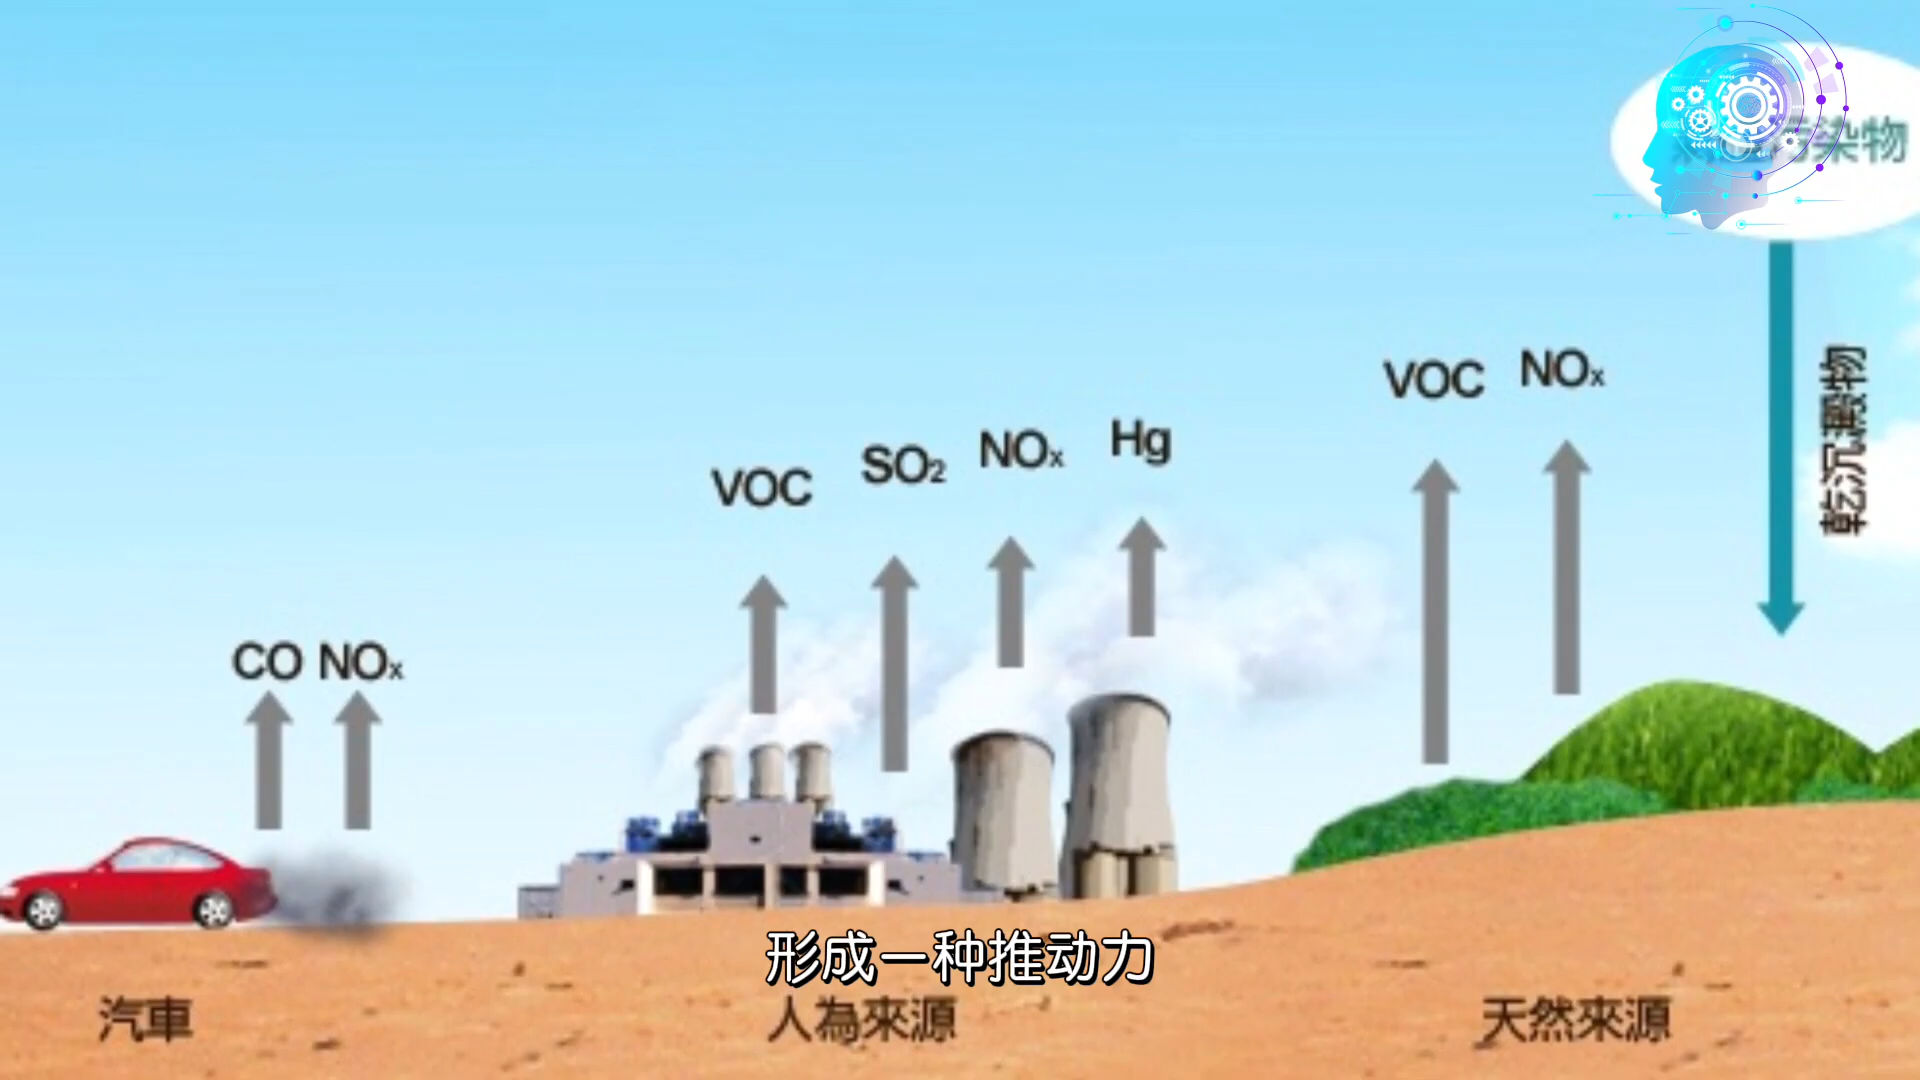 污染物
VOC NOx
乾沉澱物
VOC SO2 NOx Hg
CO NOx
形成一种推动力
汽車 人為來源 天然來源